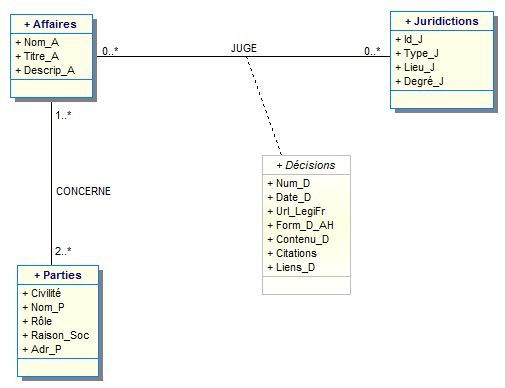 + Affaires
+ Nom_A
+ Titre_A
+ Descrip_A
0..*
JUGE
0..*
+ Juridictions
+ Id_J
+ Type_J
+ Lieu_J
+ Degré_J
1..*
CONCERNE
2..*
+ Décisions
+ Num_D
+ Date_D
+ Url_LegiFr
+ Form_D_AH
+ Contenu_D
+ Citations
+ Liens_D
+ Parties
+ Civilité
+ Nom_P
+ Rôle
+ Raison_Soc
+ Adr_P